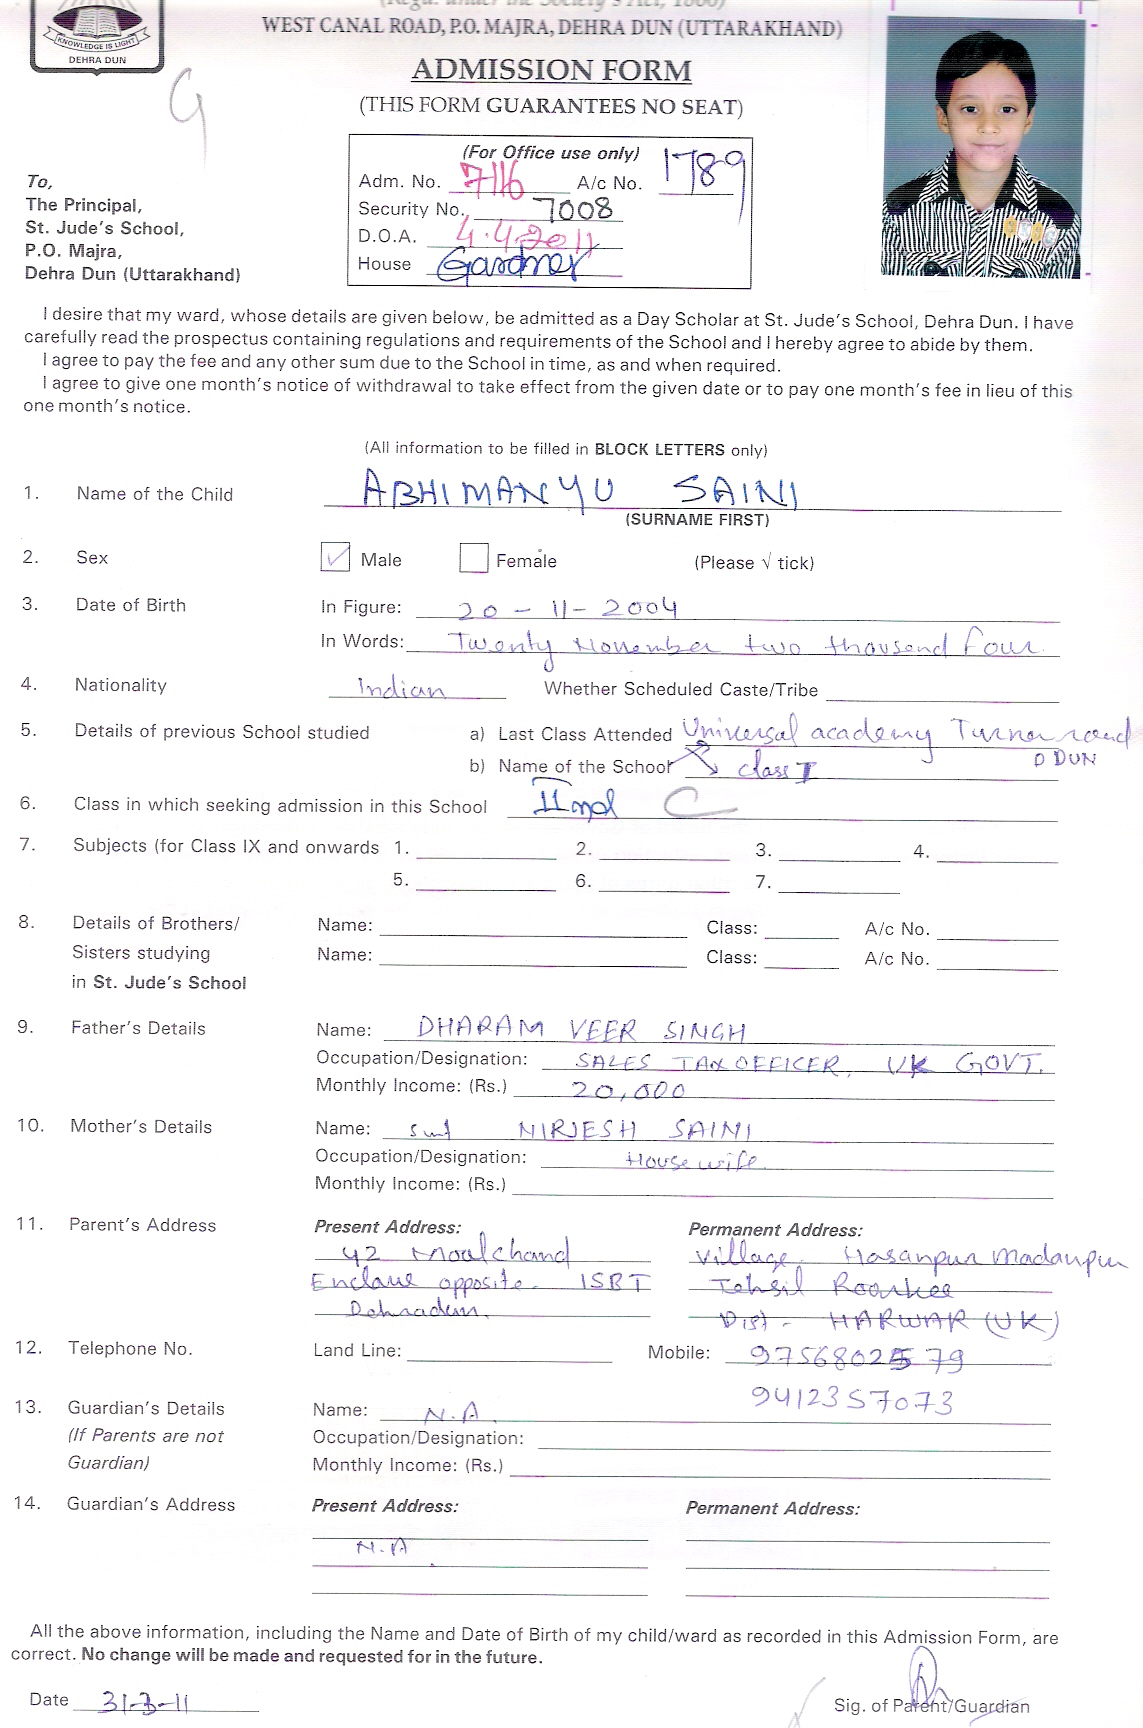 (Regd. under the Society's Act, 1860)
WEST CANAL ROAD, P.O. MAJRA, DEHRA DUN (UTTARAKHAND)
KNOWLEDGE IS LIGHT
DEHRA DUN
ADMISSION FORM
(THIS FORM GUARANTEES NO SEAT)
G
(For Office use only)
Adm. No. 7116 A/c No. 1789
Security No. 7008
D.O.A. 4.4.2011
House Gardner
To,
The Principal,
St. Jude's School,
P.O. Majra,
Dehra Dun (Uttarakhand)
I desire that my ward, whose details are given below, be admitted as a Day Scholar at St. Jude's School, Dehra Dun. I have
carefully read the prospectus containing regulations and requirements of the School and I hereby agree to abide by them.
I agree to pay the fee and any other sum due to the School in time, as and when required.
I agree to give one month's notice of withdrawal to take effect from the given date or to pay one month's fee in lieu of this
one month's notice.
(All information to be filled in BLOCK LETTERS only)
1. Name of the Child ABHIMANYU SAINI
(SURNAME FIRST)
2. Sex ✓ Male Female (Please √ tick)
3. Date of Birth In Figure: 20 - 11 - 2004
In Words: Twenty November two thousand four
4. Nationality Indian Whether Scheduled Caste/Tribe
5. Details of previous School studied a) Last Class Attended Universal academy Turner road
D DUN
b) Name of the School class I
6. Class in which seeking admission in this School IInd C
7. Subjects (for Class IX and onwards 1. 2. 3. 4.
5. 6. 7.
8. Details of Brothers/ Name: Class: A/c No.
Sisters studying Name: Class: A/c No.
in St. Jude's School
9. Father's Details Name: DHARAM VEER SINGH
Occupation/Designation: SALES TAX OFFICER, UK GOVT.
Monthly Income: (Rs.) 20,000
10. Mother's Details Name: smt NIRJESH SAINI
Occupation/Designation: House wife
Monthly Income: (Rs.)
11. Parent's Address Present Address: Permanent Address:
42 Moolchand Village Hasanpur Madanpur
Enclave opposite ISBT Tehsil Roorkee
Dehradun. Dist - HARWAR (UK)
12. Telephone No. Land Line: Mobile: 9756802579
9412357073
13. Guardian's Details Name: N.A
(If Parents are not Occupation/Designation:
Guardian) Monthly Income: (Rs.)
14. Guardian's Address Present Address: Permanent Address:
N.A
All the above information, including the Name and Date of Birth of my child/ward as recorded in this Admission Form, are
correct. No change will be made and requested for in the future.
Date 31-3-11 Sig. of Parent/Guardian